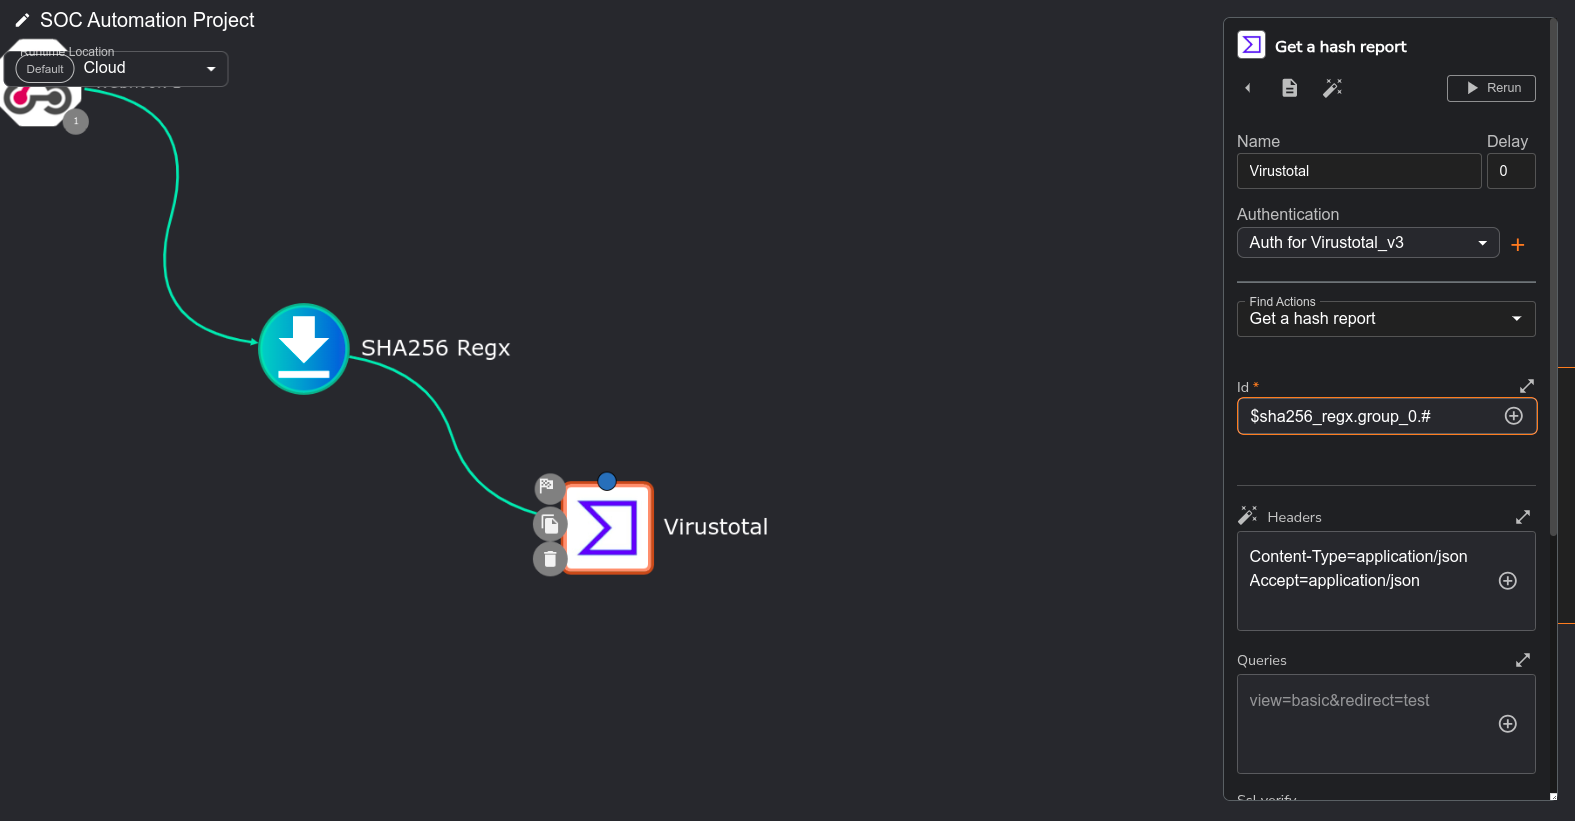 SOC Automation Project
Runtime Location
Default
Cloud
1
SHA256 Regx
Virustotal
Get a hash report
Rerun
Name
Delay
Virustotal
0
Authentication
Auth for Virustotal_v3
Find Actions
Get a hash report
Id *
$sha256_regx.group_0.#
Headers
Content-Type=application/json
Accept=application/json
Queries
view=basic&redirect=test
Ssl verify